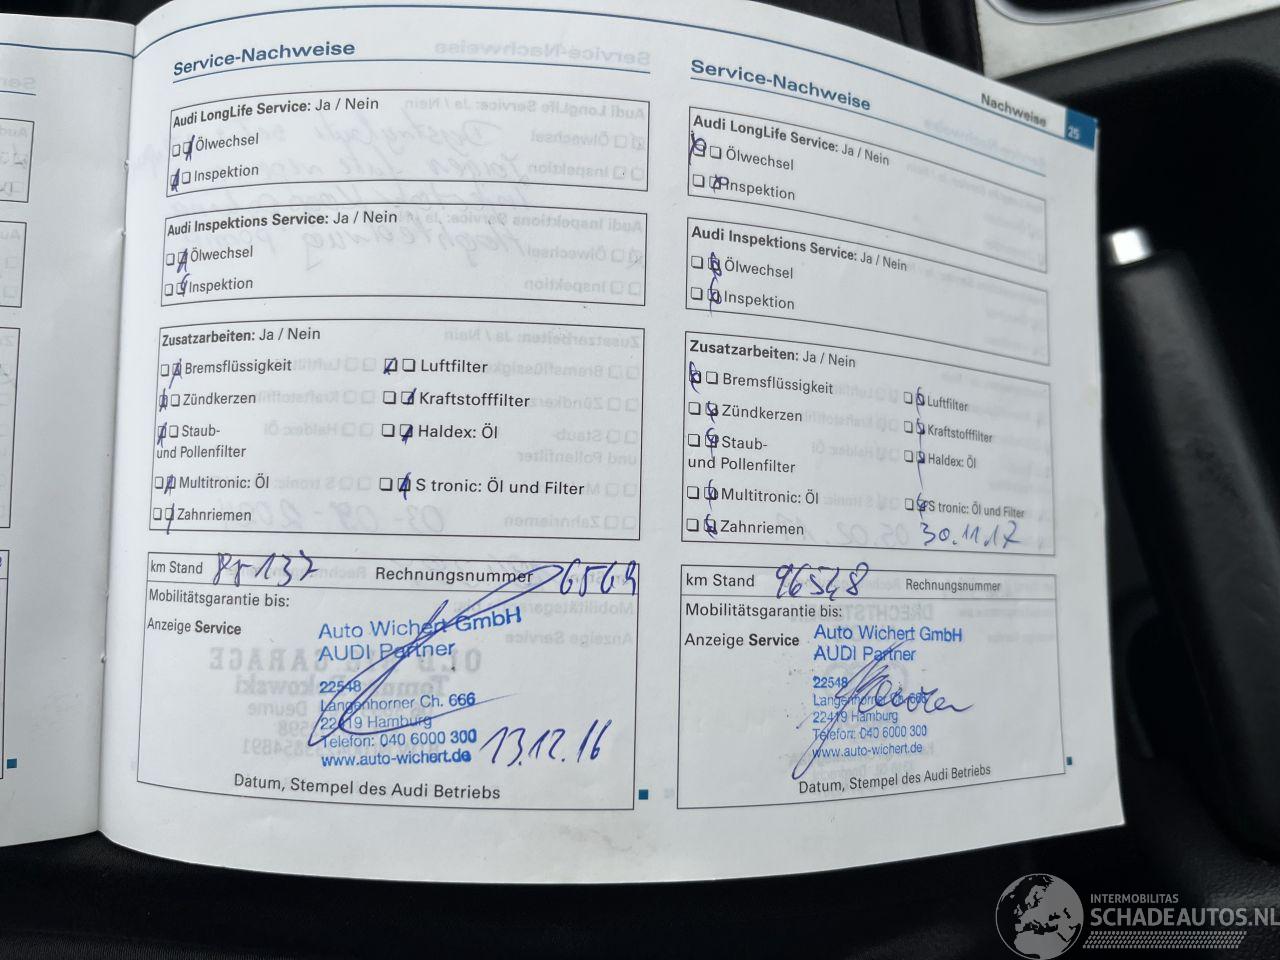 Service-Nachweise
Audi LongLife Service: Ja / Nein
Ölwechsel
Inspektion
Audi Inspektions Service: Ja / Nein
Ölwechsel
Inspektion
Zusatzarbeiten: Ja / Nein
Bremsflüssigkeit
Luftfilter
Zündkerzen
Kraftstofffilter
Staub-
und Pollenfilter
Haldex: Öl
Multitronic: Öl
S tronic: Öl und Filter
Zahnriemen
km Stand
Rechnungsnummer
Mobilitätsgarantie bis:
Anzeige Service
Auto Wichert GmbH
AUDI Partner
22548
Langenhorner Ch. 666
22419 Hamburg
Telefon: 040 6000 300
www.auto-wichert.de
13.12.16
Datum, Stempel des Audi Betriebs
Nachweise
25
Service-Nachweise
Audi LongLife Service: Ja / Nein
Ölwechsel
Inspektion
Audi Inspektions Service: Ja / Nein
Ölwechsel
Inspektion
Zusatzarbeiten: Ja / Nein
Bremsflüssigkeit
Luftfilter
Zündkerzen
Kraftstofffilter
Staub-
und Pollenfilter
Haldex: Öl
Multitronic: Öl
S tronic: Öl und Filter
Zahnriemen
30.11.17
km Stand 96548
Rechnungsnummer
Mobilitätsgarantie bis:
Anzeige Service
Auto Wichert GmbH
AUDI Partner
22548
Langenhorner Ch. 666
22419 Hamburg
Telefon: 040 6000 300
www.auto-wichert.de
Datum, Stempel des Audi Betriebs
INTERMOBILITAS
SCHADEAUTOS.NL